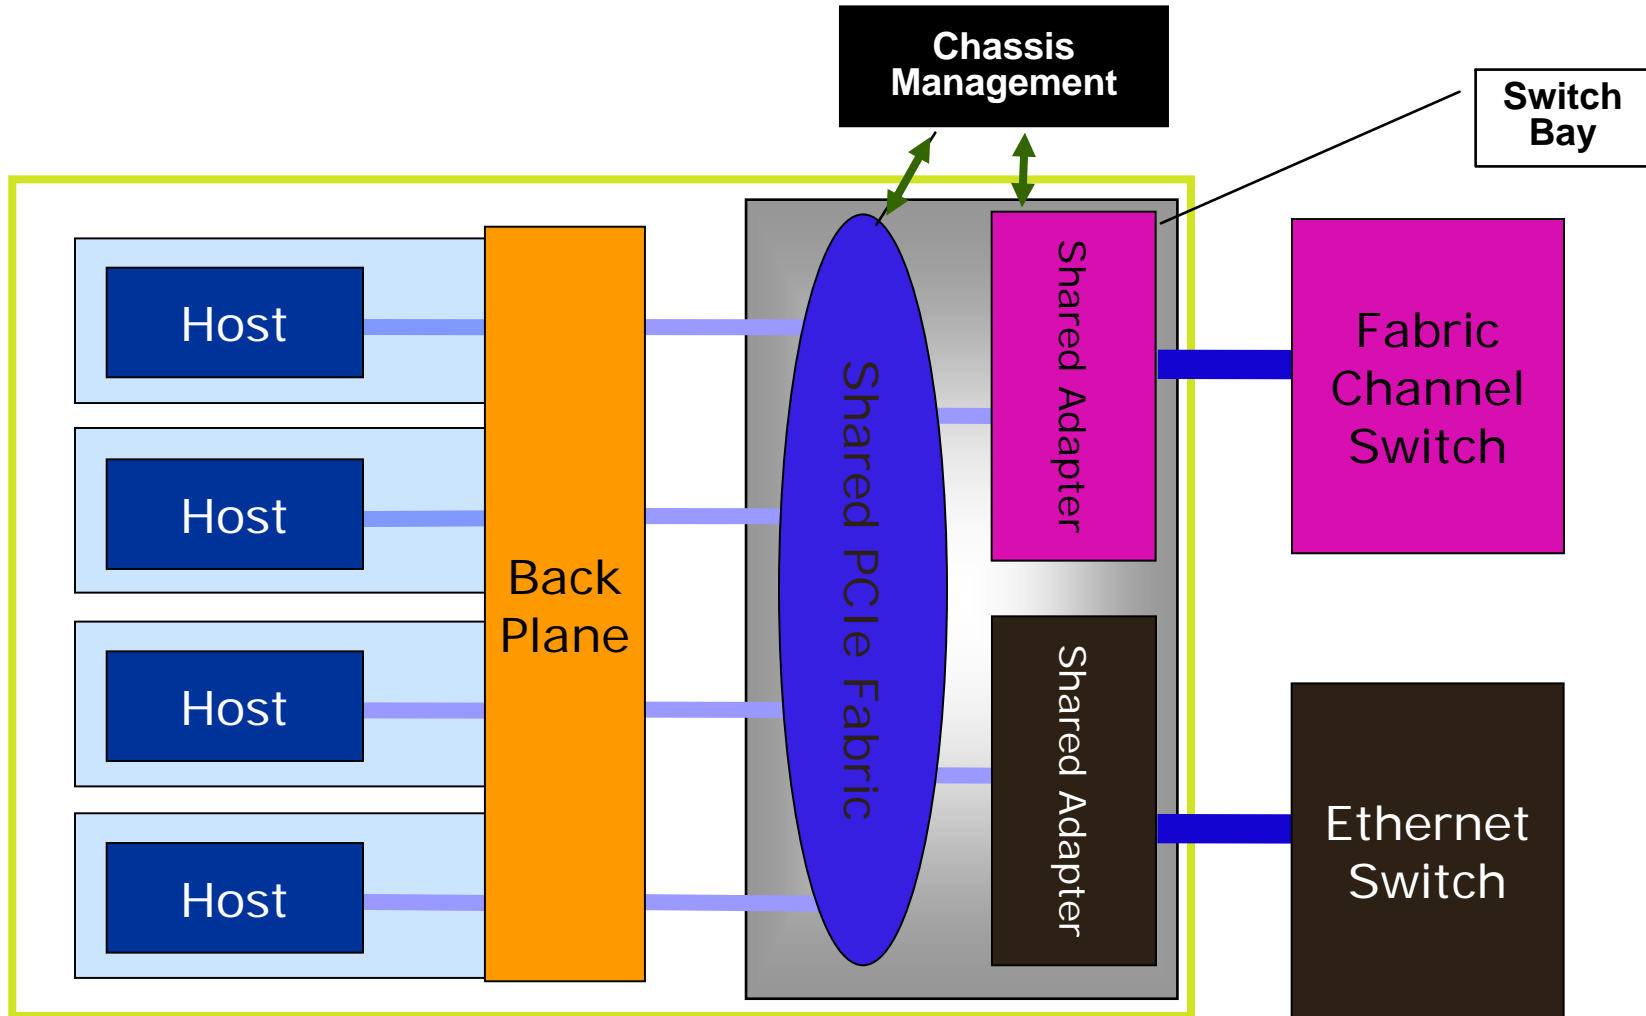 Chassis
Management
Switch
Bay
Host
Host
Host
Host
Back
Plane
Shared PCIe Fabric
Shared Adapter
Shared Adapter
Fabric
Channel
Switch
Ethernet
Switch